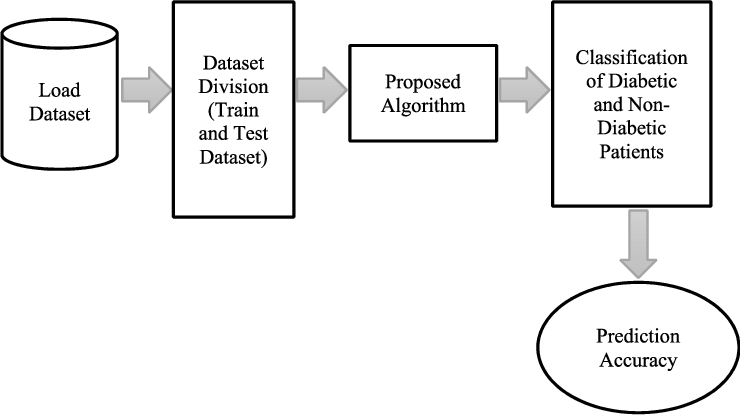 Load
Dataset
Dataset
Division
(Train
and Test
Dataset)
Proposed
Algorithm
Classification
of Diabetic
and Non-
Diabetic
Patients
Prediction
Accuracy